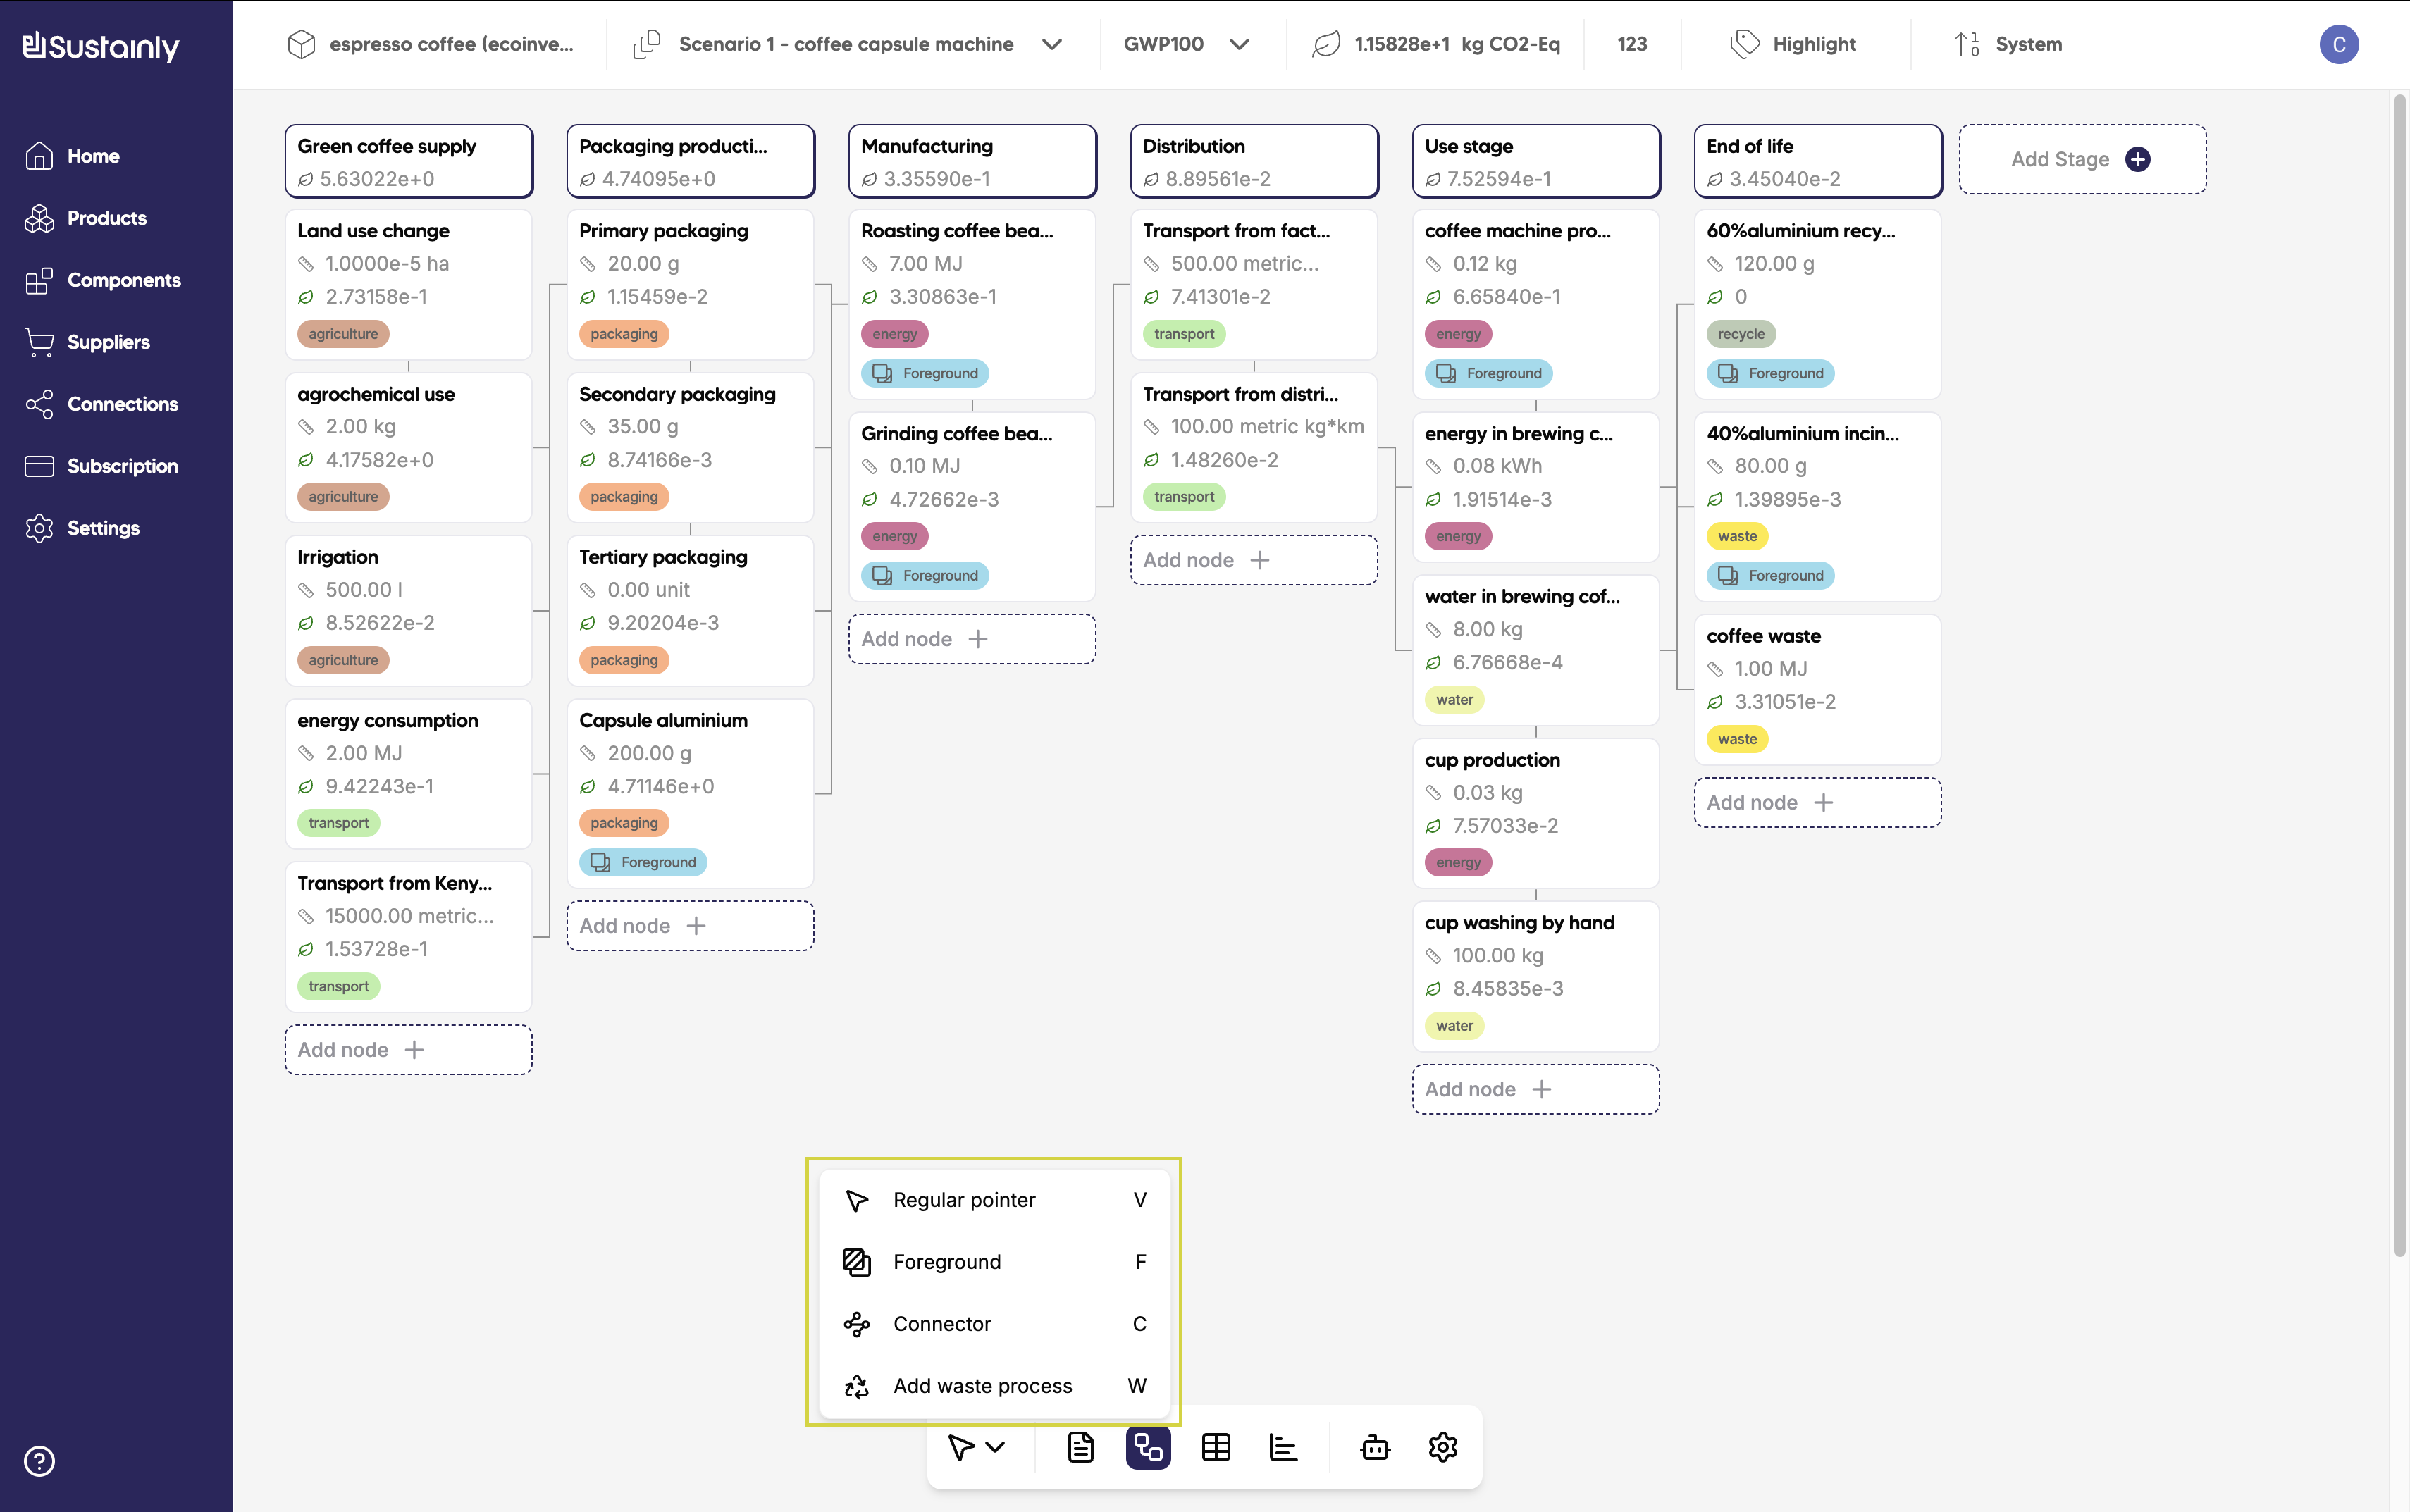 Sustainly
espresso coffee (ecoinve...
Scenario 1 - coffee capsule machine
GWP100
1.15828e+1 kg CO2-Eq
123
Highlight
System
C
Home
Products
Components
Suppliers
Connections
Subscription
Settings
Green coffee supply
5.63022e+0
Land use change
1.0000e-5 ha
2.73158e-1
agriculture
agrochemical use
2.00 kg
4.17582e+0
agriculture
Irrigation
500.00 l
8.52622e-2
agriculture
energy consumption
2.00 MJ
9.42243e-1
transport
Transport from Keny...
15000.00 metric...
1.53728e-1
transport
Add node
Packaging producti...
4.74095e+0
Primary packaging
20.00 g
1.15459e-2
packaging
Secondary packaging
35.00 g
8.74166e-3
packaging
Tertiary packaging
0.00 unit
9.20204e-3
packaging
Capsule aluminium
200.00 g
4.71146e+0
packaging
Foreground
Add node
Manufacturing
3.35590e-1
Roasting coffee bea...
7.00 MJ
3.30863e-1
energy
Foreground
Grinding coffee bea...
0.10 MJ
4.72662e-3
energy
Foreground
Add node
Distribution
8.89561e-2
Transport from fact...
500.00 metric...
7.41301e-2
transport
Transport from distri...
100.00 metric kg*km
1.48260e-2
transport
Add node
Use stage
7.52594e-1
coffee machine pro...
0.12 kg
6.65840e-1
energy
Foreground
energy in brewing c...
0.08 kWh
1.91514e-3
energy
water in brewing cof...
8.00 kg
6.76668e-4
water
cup production
0.03 kg
7.57033e-2
energy
cup washing by hand
100.00 kg
8.45835e-3
water
Add node
End of life
3.45040e-2
60%aluminium recy...
120.00 g
0
recycle
Foreground
40%aluminium incin...
80.00 g
1.39895e-3
waste
Foreground
coffee waste
1.00 MJ
3.31051e-2
waste
Add node
Add Stage
Regular pointer V
Foreground F
Connector C
Add waste process W